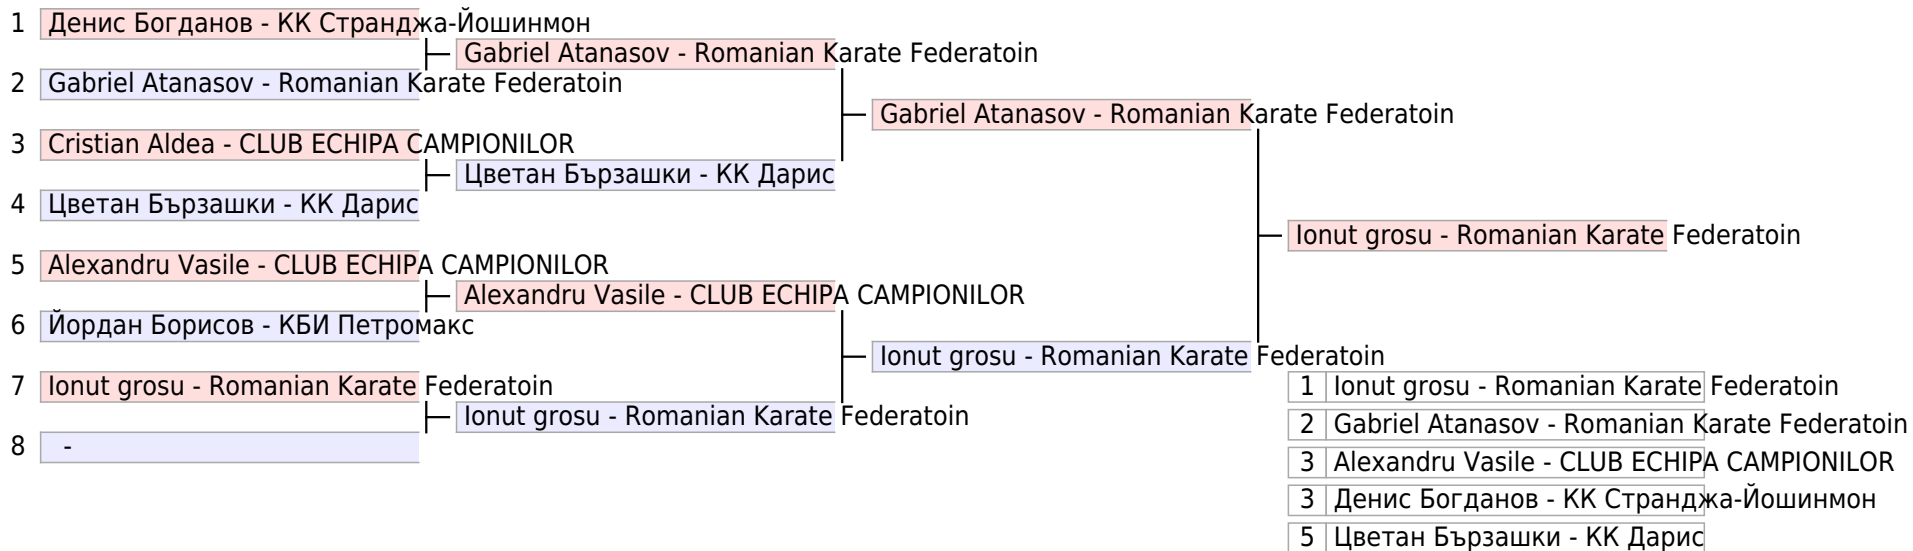 1 Денис Богданов - КК Странджа-Йошинмон
Gabriel Atanasov - Romanian Karate Federatoin
2 Gabriel Atanasov - Romanian Karate Federatoin
Gabriel Atanasov - Romanian Karate Federatoin
3 Cristian Aldea - CLUB ECHIPA CAMPIONILOR
Цветан Бързашки - КК Дарис
4 Цветан Бързашки - КК Дарис
Ionut grosu - Romanian Karate Federatoin
5 Alexandru Vasile - CLUB ECHIPA CAMPIONILOR
Alexandru Vasile - CLUB ECHIPA CAMPIONILOR
6 Йордан Борисов - КБИ Петромакс
Ionut grosu - Romanian Karate Federatoin
7 Ionut grosu - Romanian Karate Federatoin
Ionut grosu - Romanian Karate Federatoin
8 -
1 Ionut grosu - Romanian Karate Federatoin
2 Gabriel Atanasov - Romanian Karate Federatoin
3 Alexandru Vasile - CLUB ECHIPA CAMPIONILOR
3 Денис Богданов - КК Странджа-Йошинмон
5 Цветан Бързашки - КК Дарис